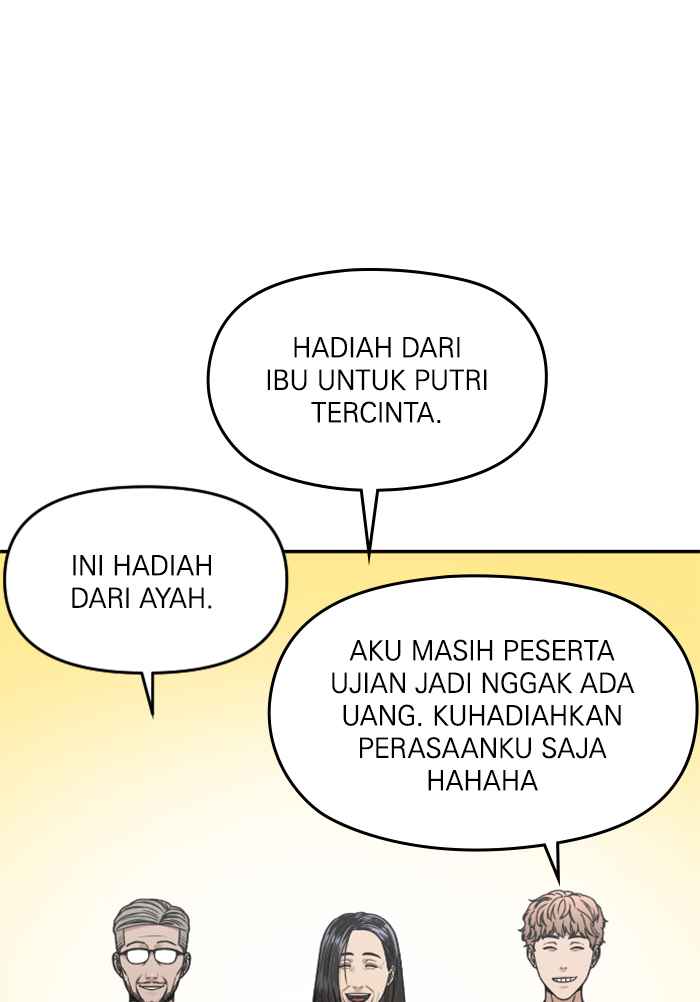 HADIAH DARI
IBU UNTUK PUTRI
TERCINTA.
INI HADIAH
DARI AYAH.
AKU MASIH PESERTA
UJIAN JADI NGGAK ADA
UANG. KUHADIAHKAN
PERASAANKU SAJA
HAHAHA